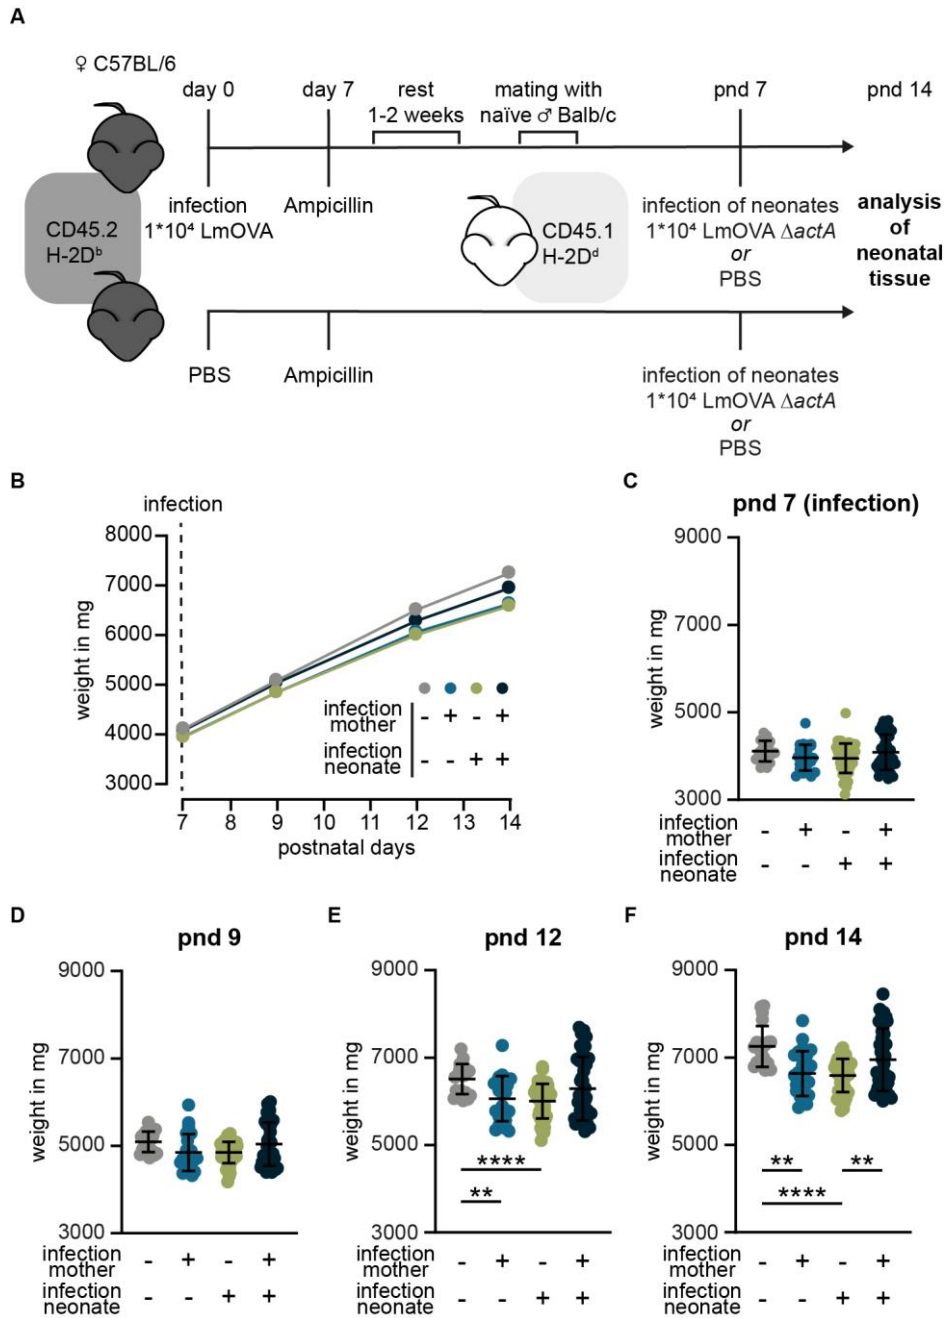 A
♀ C57BL/6
day 0
day 7
rest
1-2 weeks
mating with
naïve ♂ Balb/c
pnd 7
pnd 14
CD45.2
H-2Dᵇ
infection
1*10⁴ LmOVA
Ampicillin
CD45.1
H-2Dᵈ
infection of neonates
1*10⁴ LmOVA ΔactA
or
PBS
analysis
of
neonatal
tissue
PBS
Ampicillin
infection of neonates
1*10⁴ LmOVA ΔactA
or
PBS
B
infection
weight in mg
8000
7000
6000
5000
4000
3000
7 8 9 10 11 12 13 14
postnatal days
infection
mother
- + - +
infection
neonate
- - + +
C
pnd 7 (infection)
weight in mg
9000
7000
5000
3000
infection
mother
- + - +
infection
neonate
- - + +
D
pnd 9
weight in mg
9000
7000
5000
3000
infection
mother
- + - +
infection
neonate
- - + +
E
pnd 12
weight in mg
9000
7000
5000
3000
****
**
infection
mother
- + - +
infection
neonate
- - + +
F
pnd 14
weight in mg
9000
7000
5000
3000
** **
****
infection
mother
- + - +
infection
neonate
- - + +